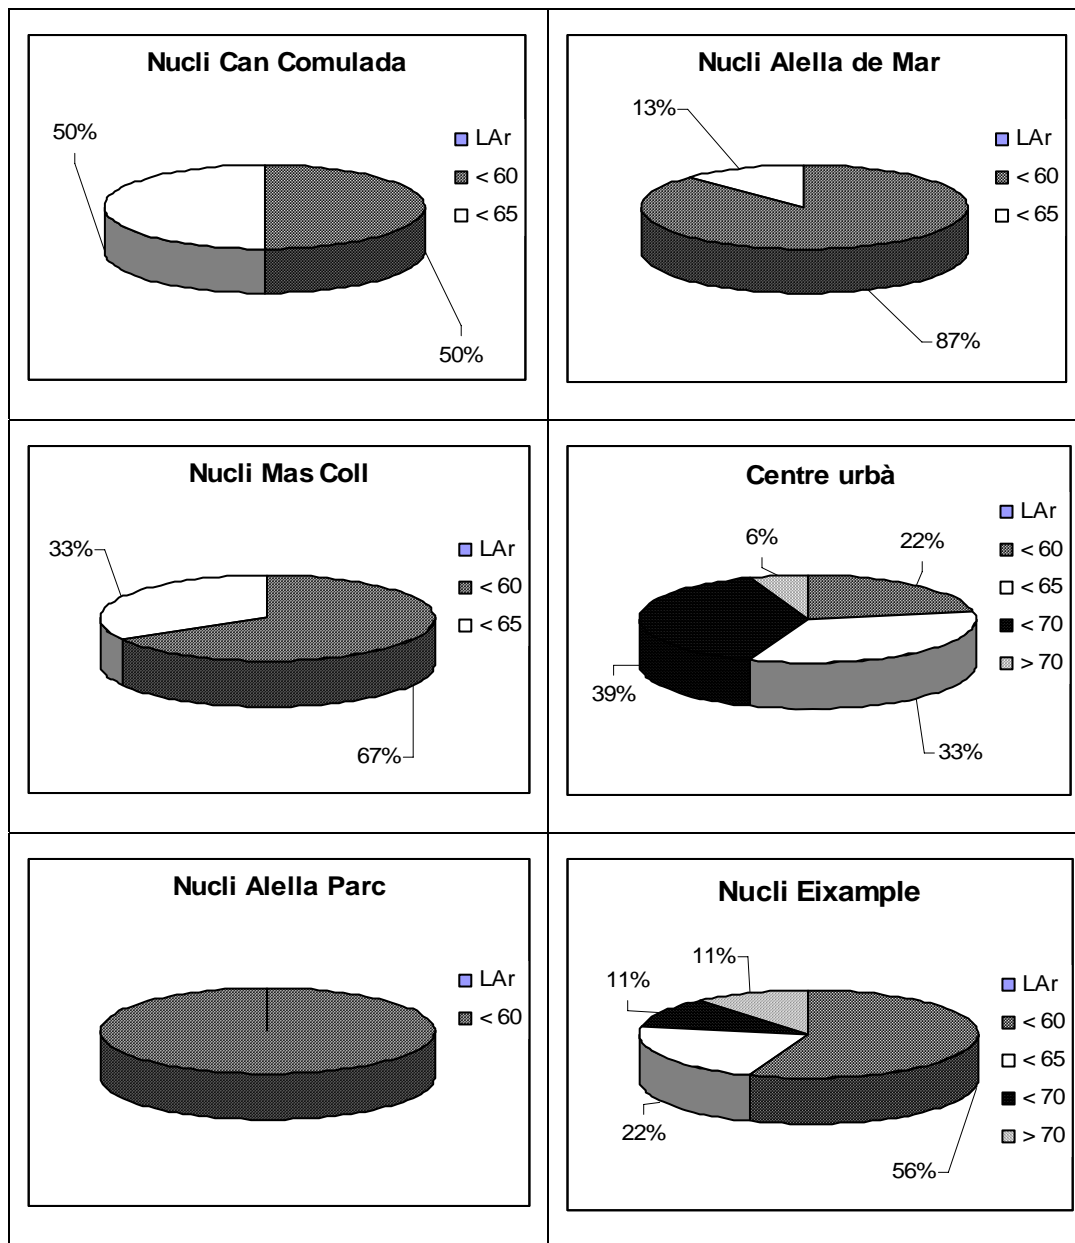 Nucli Can Comulada
50%
50%
LAr
< 60
< 65
Nucli Alella de Mar
13%
87%
LAr
< 60
< 65
Nucli Mas Coll
33%
67%
LAr
< 60
< 65
Centre urbà
6%
22%
39%
33%
LAr
< 60
< 65
< 70
> 70
Nucli Alella Parc
LAr
< 60
Nucli Eixample
11%
11%
22%
56%
LAr
< 60
< 65
< 70
> 70